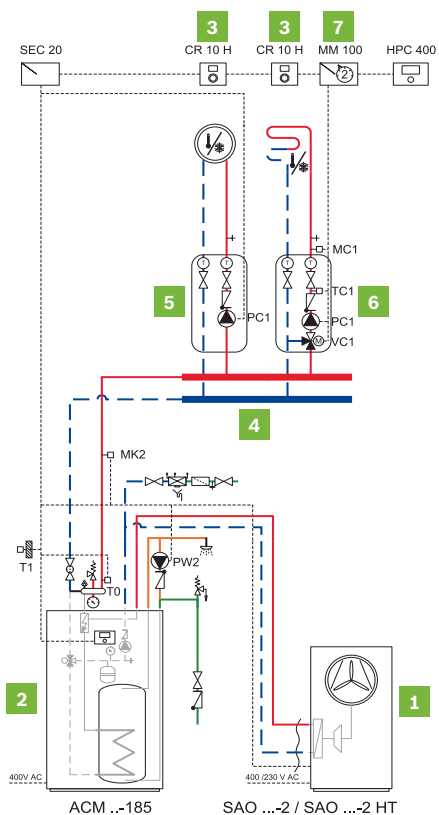 3 3 7
SEC 20 CR 10 H CR 10 H MM 100 HPC 400
2
T T T T
MC1
TC1
5 PC1 PC1 6
M VC1
4
MK2
T1 T0 PW2
2 1
400V AC 400 /230 V AC
ACM ..-185 SAO ...-2 / SAO ...-2 HT